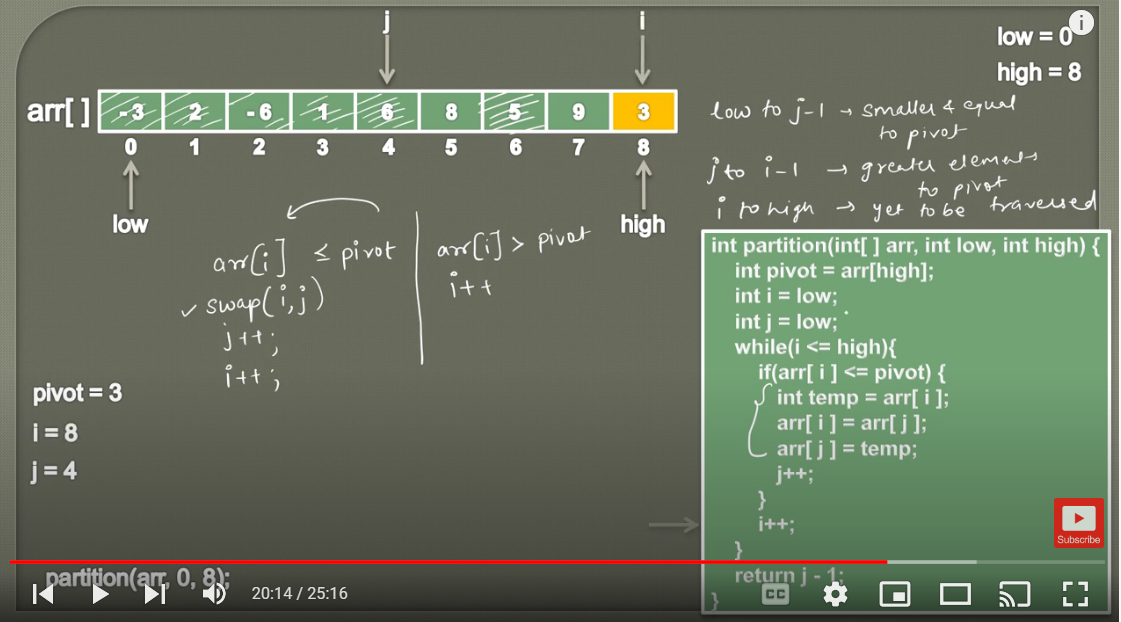 j
i
i
low = 0
high = 8
arr[ ]
-3 2 -6 1 6 8 5 9 3
0 1 2 3 4 5 6 7 8
low
high
low to j-1 → smaller & equal
to pivot
j to i-1 → greater elements
to pivot
i to high → yet to be traversed
arr[i] ≤ pivot
✓ swap(i,j)
j++;
i++;
arr[i] > pivot
i++
pivot = 3
i = 8
j = 4
int partition(int[ ] arr, int low, int high) {
int pivot = arr[high];
int i = low;
int j = low;
while(i <= high){
if(arr[ i ] <= pivot) {
int temp = arr[ i ];
arr[ i ] = arr[ j ];
arr[ j ] = temp;
j++;
}
i++;
}
return j - 1;
}
Subscribe
partition(arr, 0, 8);
20:14 / 25:16
CC